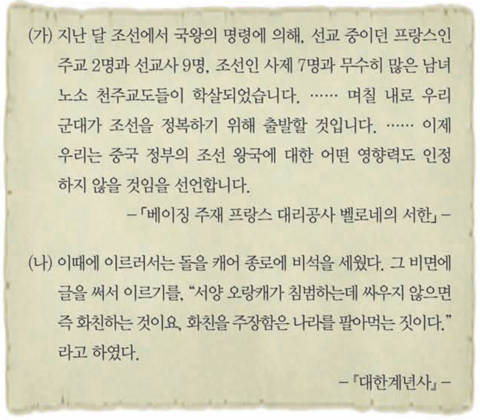 (가) 지난 달 조선에서 국왕의 명령에 의해, 선교 중이던 프랑스인
주교 2명과 선교사 9명, 조선인 사제 7명과 무수히 많은 남녀
노소 천주교도들이 학살되었습니다. …… 며칠 내로 우리
군대가 조선을 정복하기 위해 출발할 것입니다. …… 이제
우리는 중국 정부의 조선 왕국에 대한 어떤 영향력도 인정
하지 않을 것임을 선언합니다.
–「베이징 주재 프랑스 대리공사 벨로네의 서한」–
(나) 이때에 이르러서는 돌을 캐어 종로에 비석을 세웠다. 그 비면에
글을 써서 이르기를, “서양 오랑캐가 침범하는데 싸우지 않으면
즉 화친하는 것이요, 화친을 주장함은 나라를 팔아먹는 짓이다.”
라고 하였다.
–『대한계년사』–